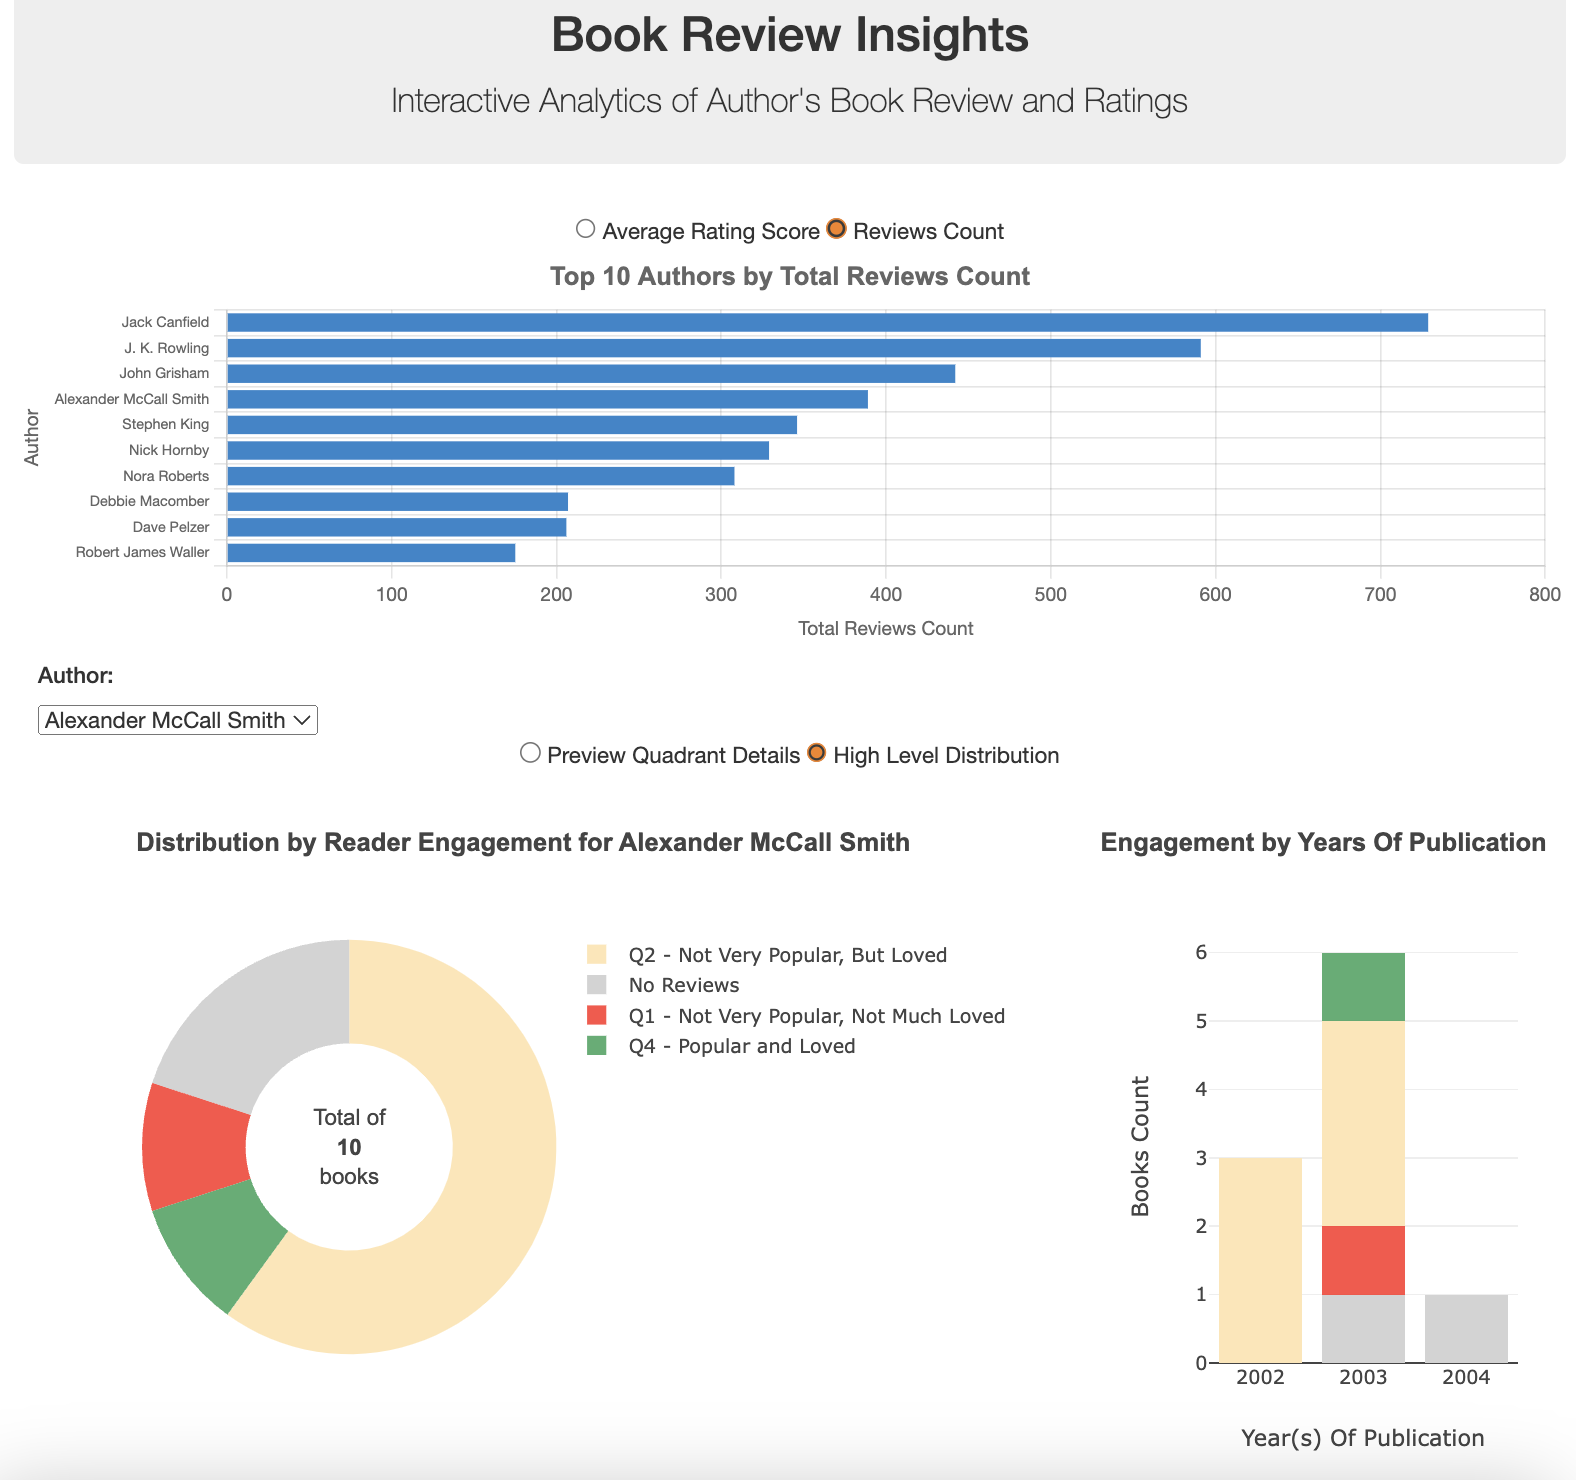 Book Review Insights
Interactive Analytics of Author's Book Review and Ratings
Average Rating Score Reviews Count
Top 10 Authors by Total Reviews Count
Author
Jack Canfield
J. K. Rowling
John Grisham
Alexander McCall Smith
Stephen King
Nick Hornby
Nora Roberts
Debbie Macomber
Dave Pelzer
Robert James Waller
0 100 200 300 400 500 600 700 800
Total Reviews Count
Author:
Alexander McCall Smith
Preview Quadrant Details High Level Distribution
Distribution by Reader Engagement for Alexander McCall Smith
Total of
10
books
Q2 - Not Very Popular, But Loved
No Reviews
Q1 - Not Very Popular, Not Much Loved
Q4 - Popular and Loved
Engagement by Years Of Publication
Books Count
6
5
4
3
2
1
0
2002 2003 2004
Year(s) Of Publication